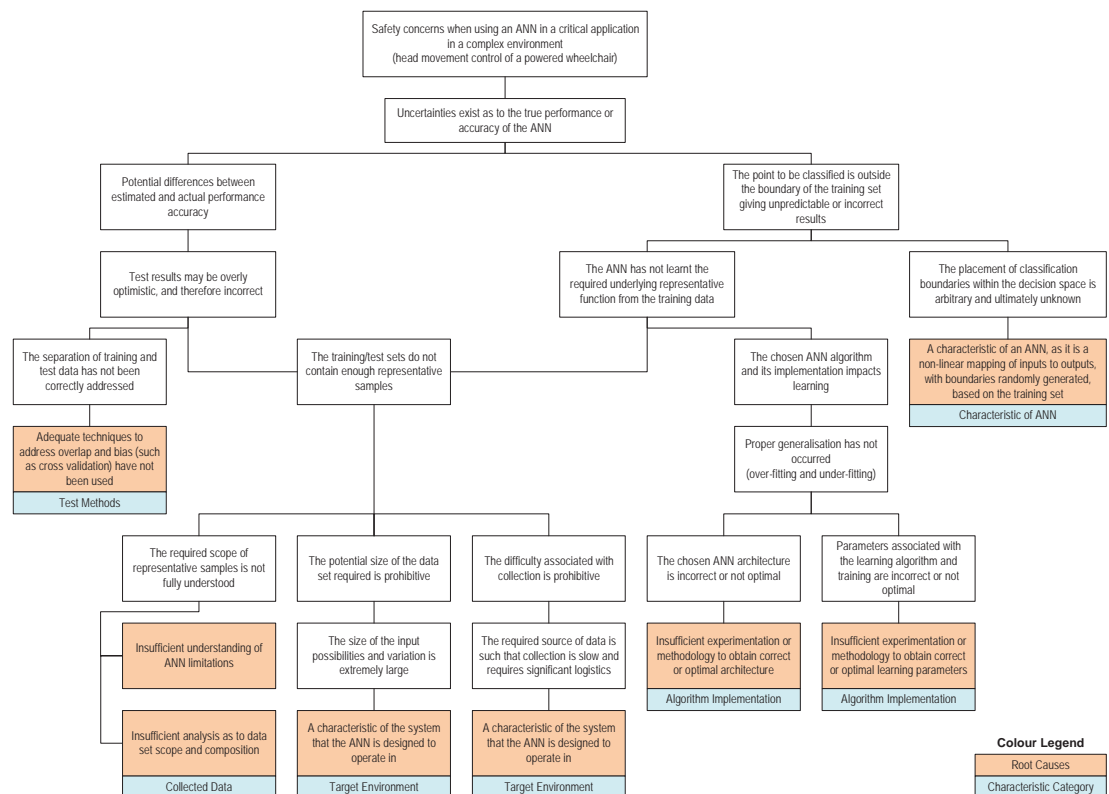 Safety concerns when using an ANN in a critical application
in a complex environment
(head movement control of a powered wheelchair)
Uncertainties exist as to the true performance or
accuracy of the ANN
Potential differences between
estimated and actual performance
accuracy
The point to be classified is outside
the boundary of the training set
giving unpredictable or incorrect
results
Test results may be overly
optimistic, and therefore incorrect
The ANN has not learnt the
required underlying representative
function from the training data
The placement of classification
boundaries within the decision space is
arbitrary and ultimately unknown
The separation of training and
test data has not been
correctly addressed
The training/test sets do not
contain enough representative
samples
The chosen ANN algorithm
and its implementation impacts
learning
A characteristic of an ANN, as it is a
non-linear mapping of inputs to outputs,
with boundaries randomly generated,
based on the training set
Characteristic of ANN
Adequate techniques to
address overlap and bias (such
as cross validation) have not
been used
Test Methods
Proper generalisation has not
occurred
(over-fitting and under-fitting)
The required scope of
representative samples is not
fully understood
The potential size of the data
set required is prohibitive
The difficulty associated with
collection is prohibitive
The chosen ANN architecture
is incorrect or not optimal
Parameters associated with
the learning algorithm and
training are incorrect or not
optimal
Insufficient understanding of
ANN limitations
The size of the input
possibilities and variation is
extremely large
The required source of data is
such that collection is slow and
requires significant logistics
Insufficient experimentation or
methodology to obtain correct
or optimal architecture
Algorithm Implementation
Insufficient experimentation or
methodology to obtain correct
or optimal learning parameters
Algorithm Implementation
Insufficient analysis as to data
set scope and composition
Collected Data
A characteristic of the system
that the ANN is designed to
operate in
Target Environment
A characteristic of the system
that the ANN is designed to
operate in
Target Environment
Colour Legend
Root Causes
Characteristic Category